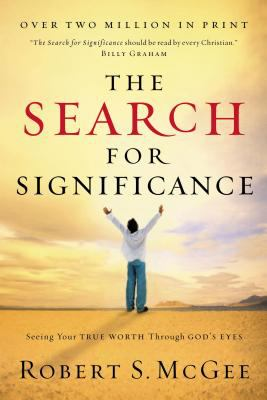 OVER TWO MILLION IN PRINT
"The Search for Significance should be read by every Christian."
BILLY GRAHAM
THE
SEARCH
FOR
SIGNIFICANCE
Seeing Your TRUE WORTH Through GOD'S EYES
ROBERT S. MCGEE